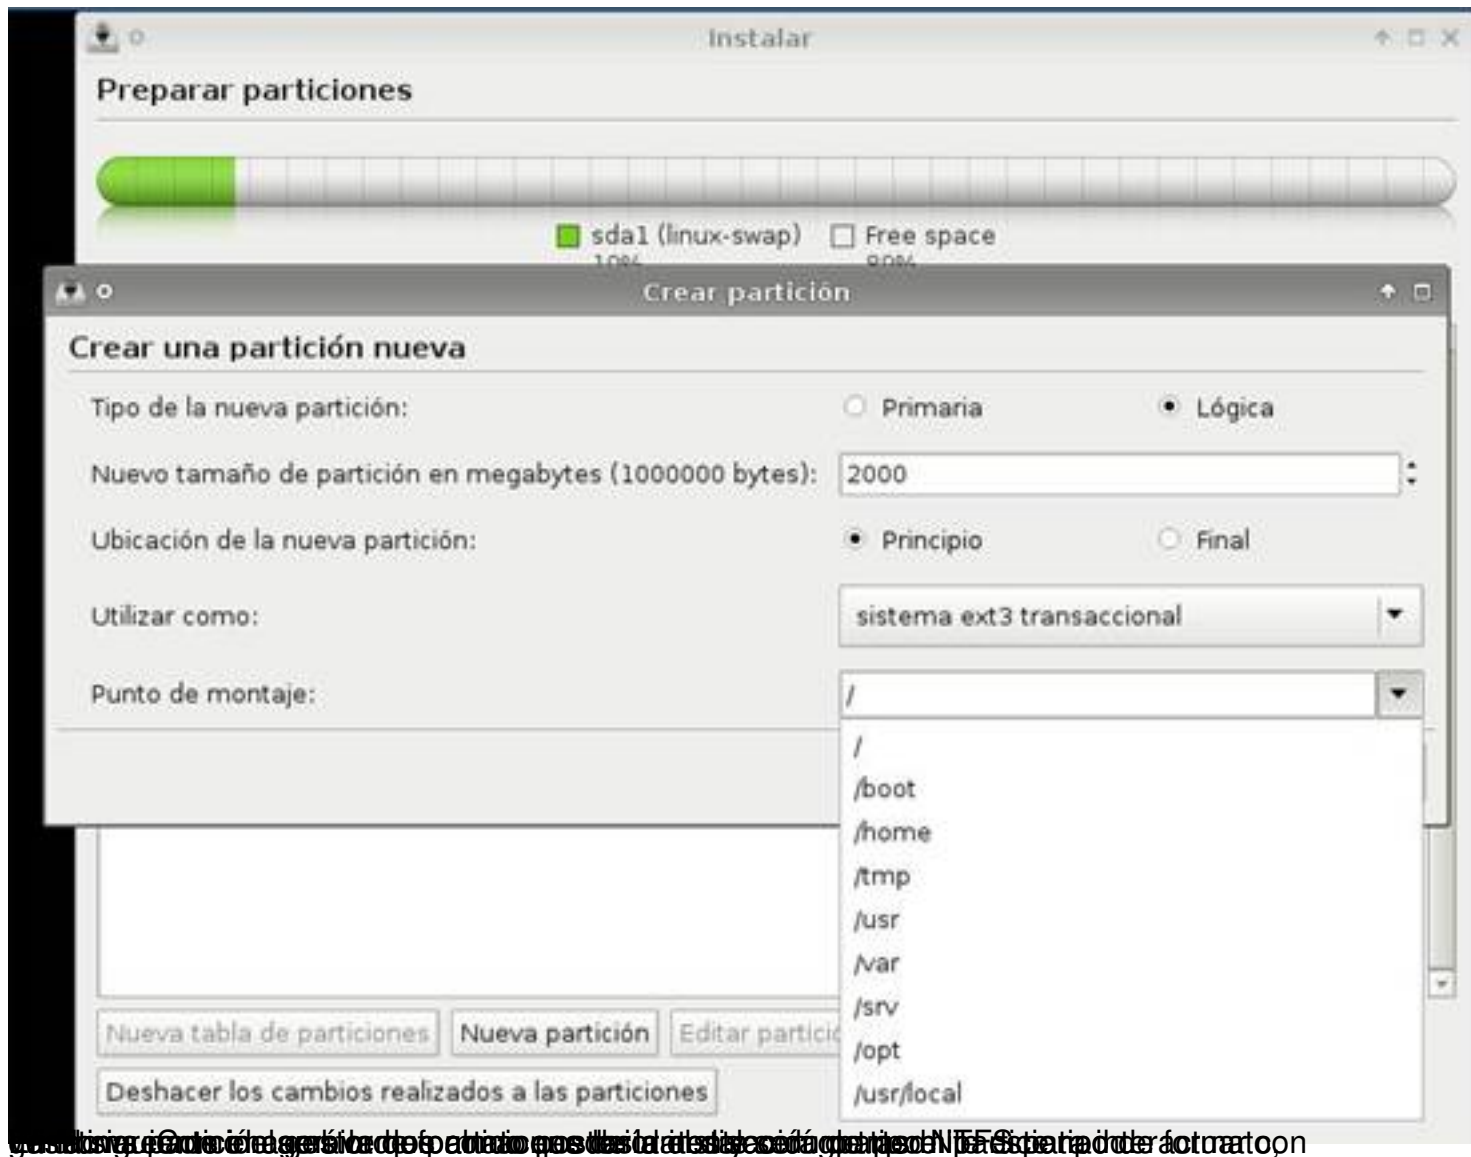 Instalar
Preparar particiones
sda1 (linux-swap) Free space
Crear partición
Crear una partición nueva
Tipo de la nueva partición: Primaria Lógica
Nuevo tamaño de partición en megabytes (1000000 bytes): 2000
Ubicación de la nueva partición: Principio Final
Utilizar como: sistema ext3 transaccional
Punto de montaje: /
/
/boot
/home
/tmp
/usr
/var
/srv
/opt
/usr/local
Nueva tabla de particiones Nueva partición Editar
Deshacer los cambios realizados a las particiones